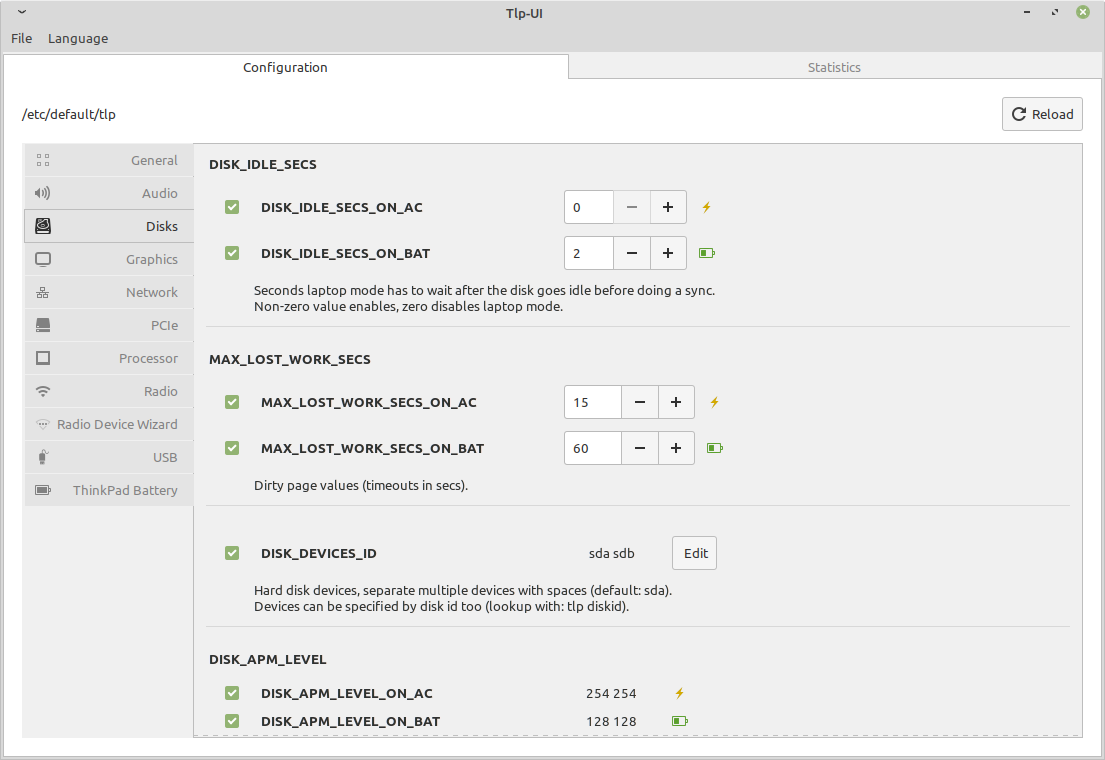 Tlp-UI
File Language
Configuration Statistics
/etc/default/tlp Reload
General
Audio
Disks
Graphics
Network
PCIe
Processor
Radio
Radio Device Wizard
USB
ThinkPad Battery
DISK_IDLE_SECS
DISK_IDLE_SECS_ON_AC 0 − +
DISK_IDLE_SECS_ON_BAT 2 − +
Seconds laptop mode has to wait after the disk goes idle before doing a sync.
Non-zero value enables, zero disables laptop mode.
MAX_LOST_WORK_SECS
MAX_LOST_WORK_SECS_ON_AC 15 − +
MAX_LOST_WORK_SECS_ON_BAT 60 − +
Dirty page values (timeouts in secs).
DISK_DEVICES_ID sda sdb Edit
Hard disk devices, separate multiple devices with spaces (default: sda).
Devices can be specified by disk id too (lookup with: tlp diskid).
DISK_APM_LEVEL
DISK_APM_LEVEL_ON_AC 254 254
DISK_APM_LEVEL_ON_BAT 128 128